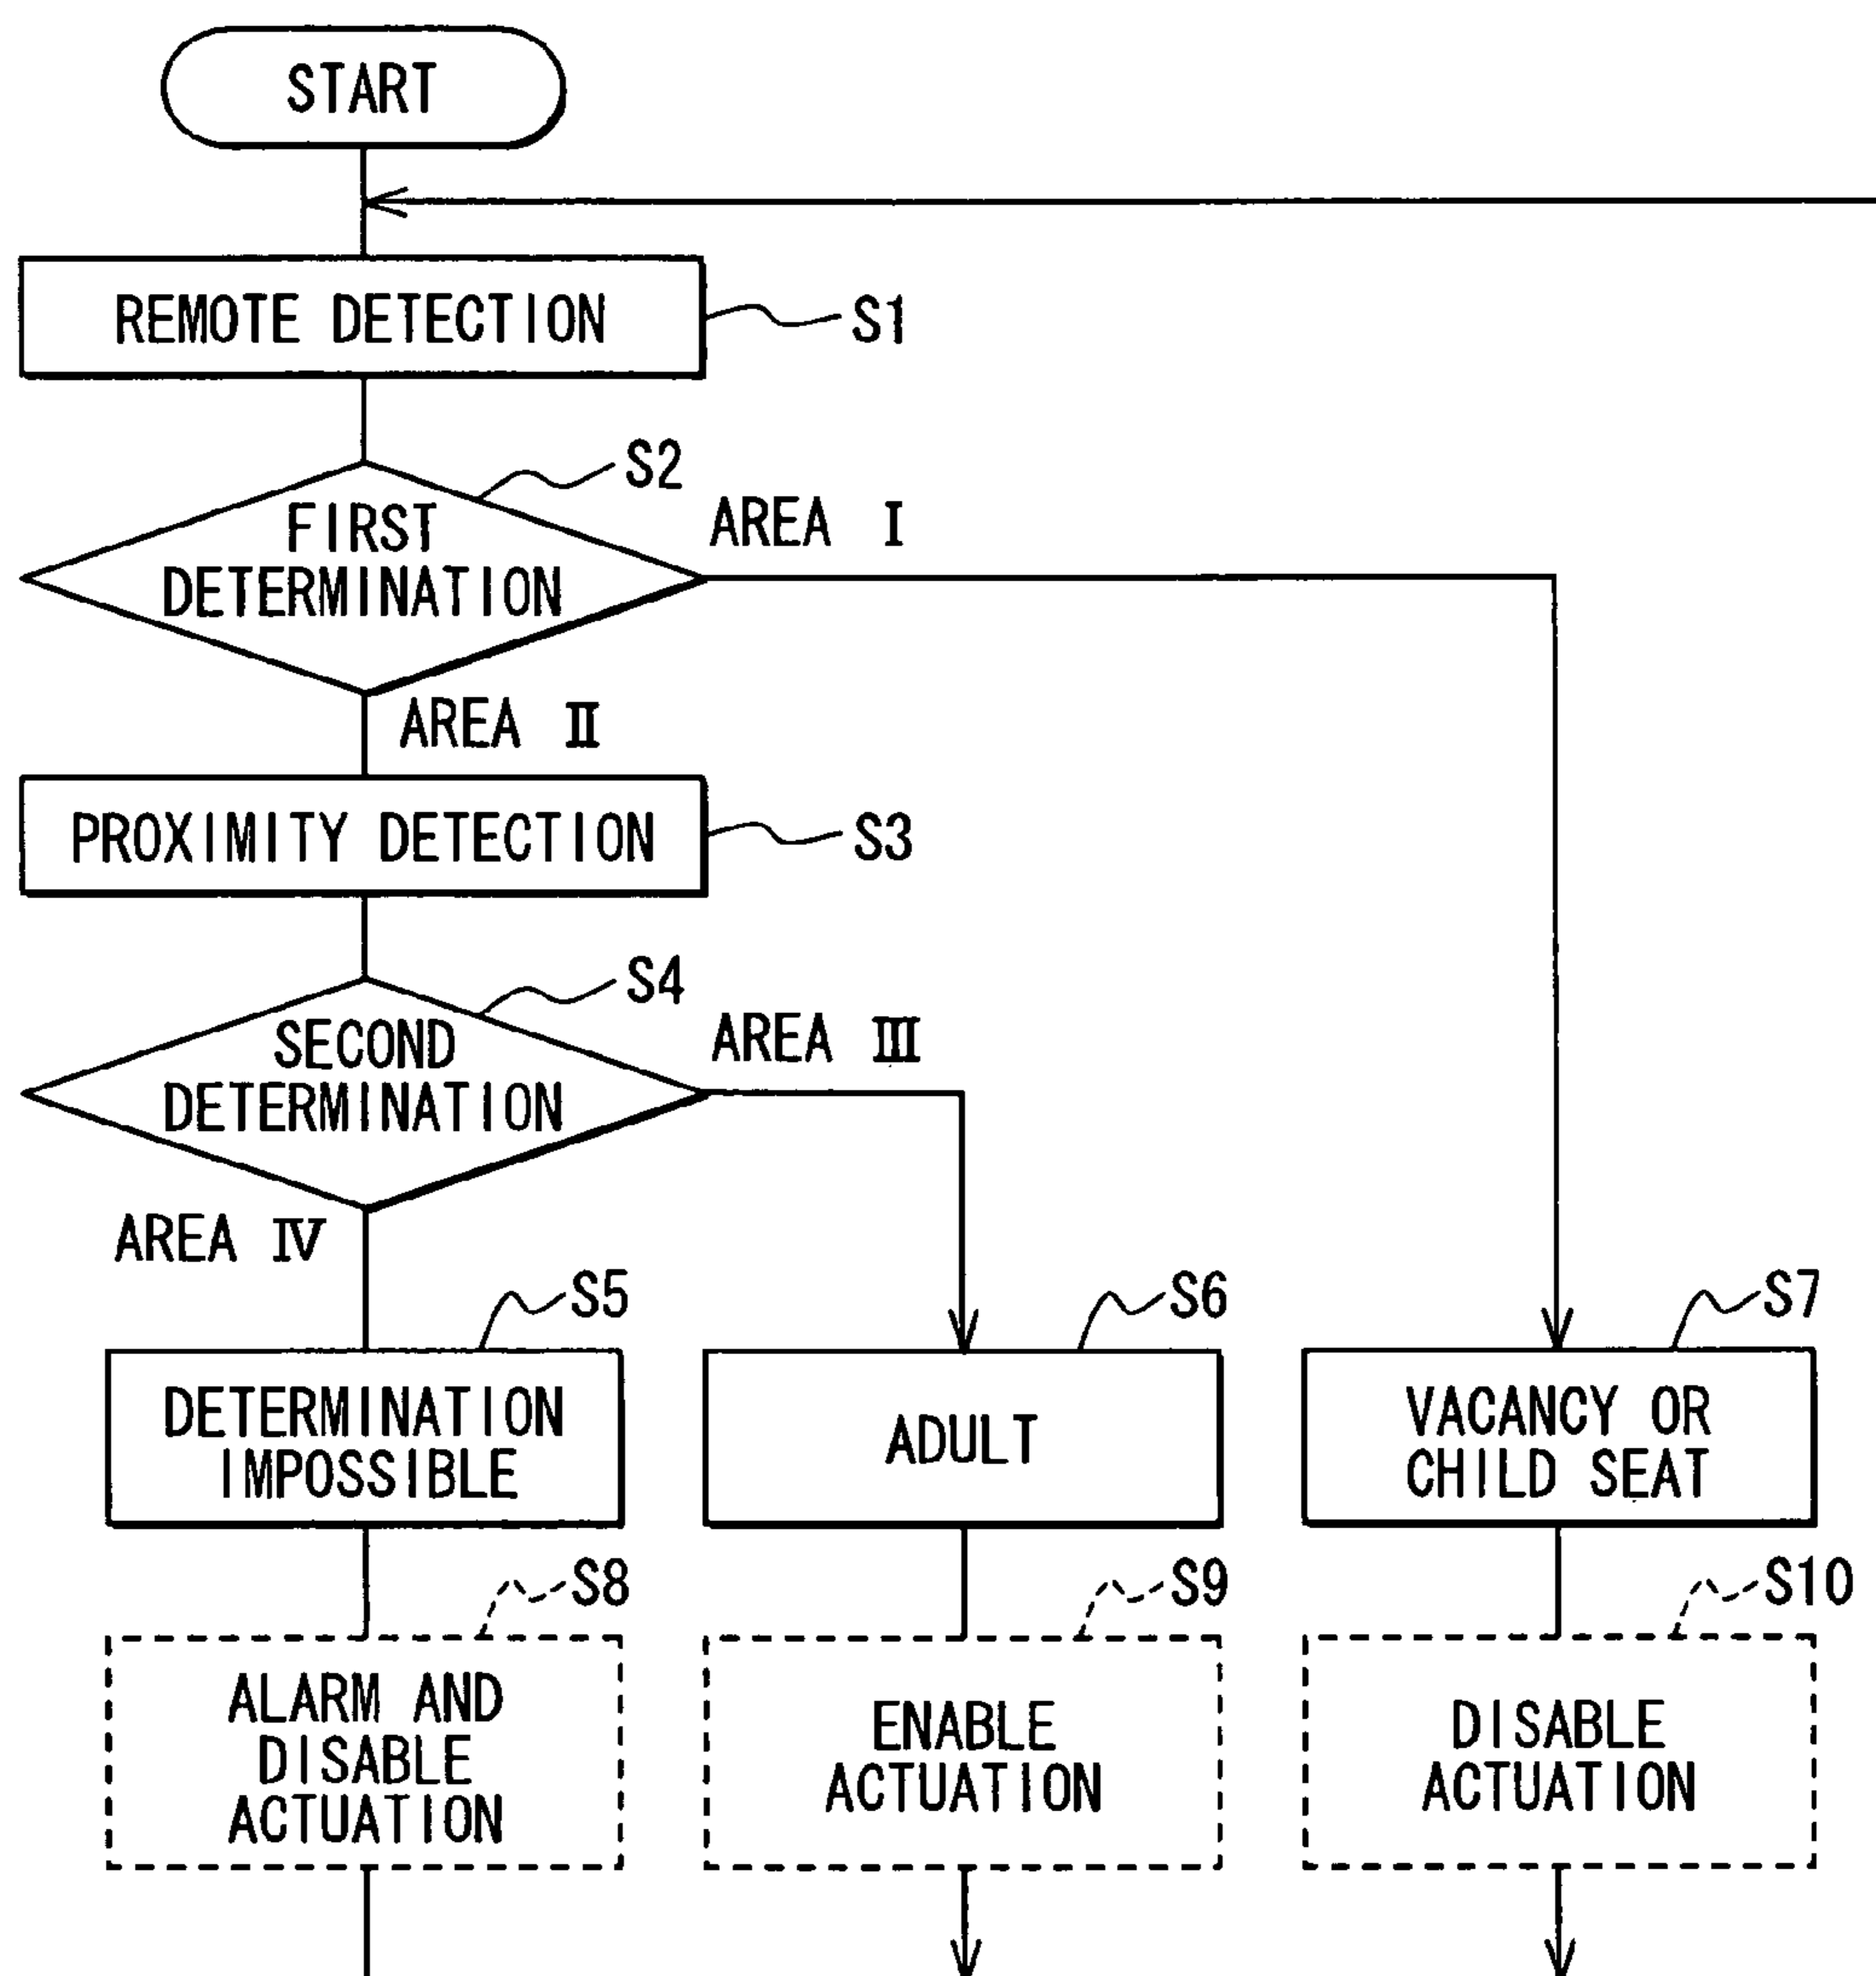 START
REMOTE DETECTION
S1
S2
FIRST
DETERMINATION
AREA I
AREA II
PROXIMITY DETECTION
S3
S4
SECOND
DETERMINATION
AREA III
AREA IV
S5
DETERMINATION
IMPOSSIBLE
S6
ADULT
S7
VACANCY OR
CHILD SEAT
S8
ALARM AND
DISABLE
ACTUATION
S9
ENABLE
ACTUATION
S10
DISABLE
ACTUATION